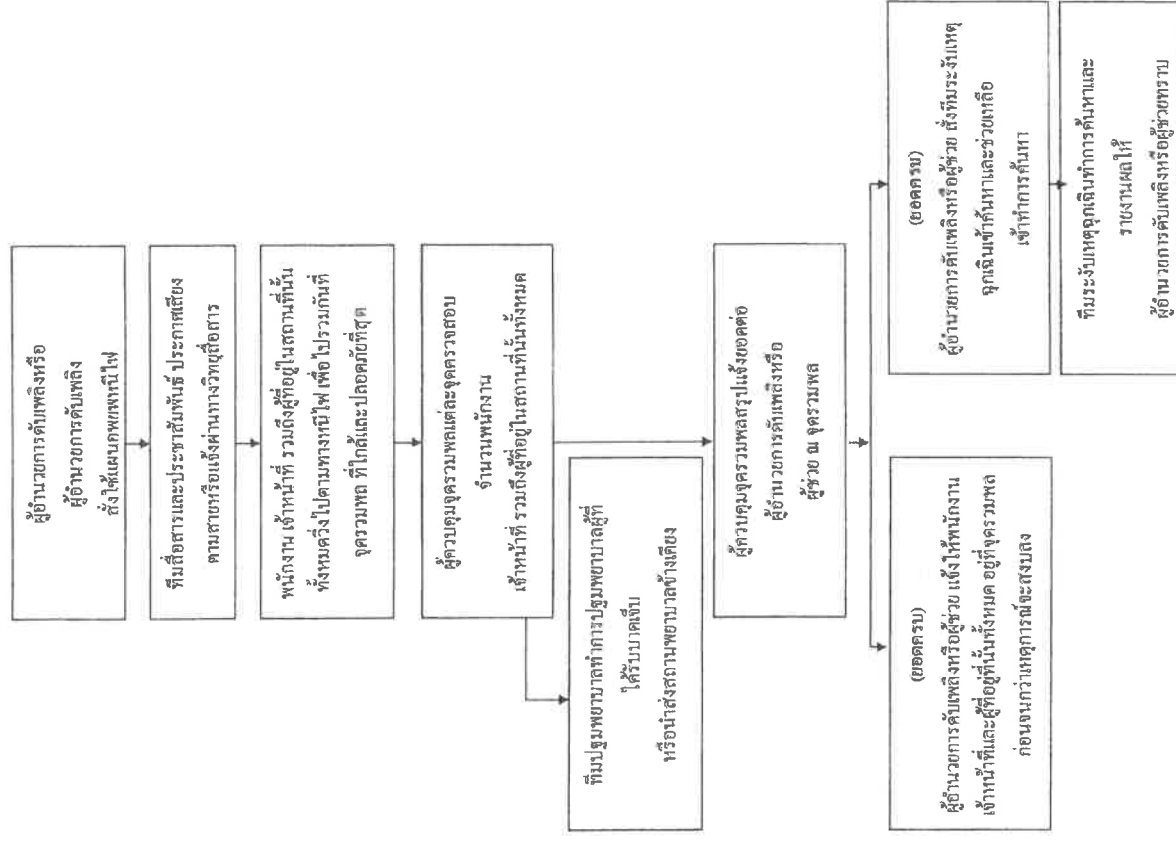 ผู้อำนวยการดับเพลิงหรือ
ผู้อำนวยการดับเพลิง
สั่งใช้แผนอพยพหนีไฟ
ทีมสื่อสารและประชาสัมพันธ์ ประกาศเสียง
ตามสายหรือแจ้งผ่านทางวิทยุสื่อสาร
พนักงาน เจ้าหน้าที่ รวมถึงผู้ที่อยู่ในสถานที่นั้น
ทั้งหมดวิ่งไปตามทางหนีไฟ เพื่อไปรวมกันที่
จุดรวมพล ที่ใกล้และปลอดภัยที่สุด
ผู้ควบคุมจุดรวมพลแต่ละจุดตรวจสอบ
จำนวนพนักงาน
เจ้าหน้าที่ รวมถึงผู้ที่อยู่ในสถานที่นั้นทั้งหมด
ทีมปฐมพยาบาลทำการปฐมพยาบาลผู้ที่
ได้รับบาดเจ็บ
หรือนำส่งสถานพยาบาลข้างเคียง
ผู้ควบคุมจุดรวมพลสรุปแจ้งยอดต่อ
ผู้อำนวยการดับเพลิงหรือ
ผู้ช่วย ณ จุดรวมพล
(ยอดครบ)
ผู้อำนวยการดับเพลิงหรือผู้ช่วย แจ้งให้พนักงาน
เจ้าหน้าที่และผู้ที่อยู่ที่นั้นทั้งหมด อยู่ที่จุดรวมพล
ก่อนจนกว่าเหตุการณ์จะสงบลง
(ยอดครบ)
ผู้อำนวยการดับเพลิงหรือผู้ช่วย สั่งทีมระงับเหตุ
ฉุกเฉินเข้าค้นหาและช่วยเหลือ
เข้าทำการค้นหา
ทีมระงับเหตุฉุกเฉินทำการค้นหาและ
รายงานผลให้
ผู้อำนวยการดับเพลิงหรือผู้ช่วยทราบ